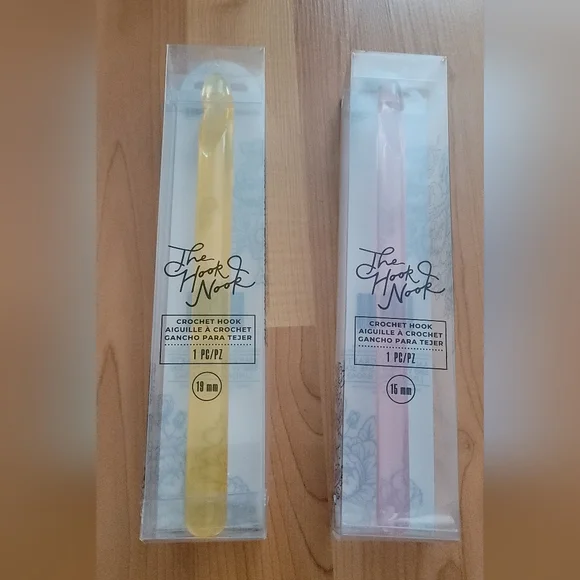 The
Hook &
Nook
CROCHET HOOK
AIGUILLE À CROCHET
GANCHO PARA TEJER
1 PC/PZ
19 mm
The
Hook &
Nook
CROCHET HOOK
AIGUILLE À CROCHET
GANCHO PARA TEJER
1 PC/PZ
15 mm